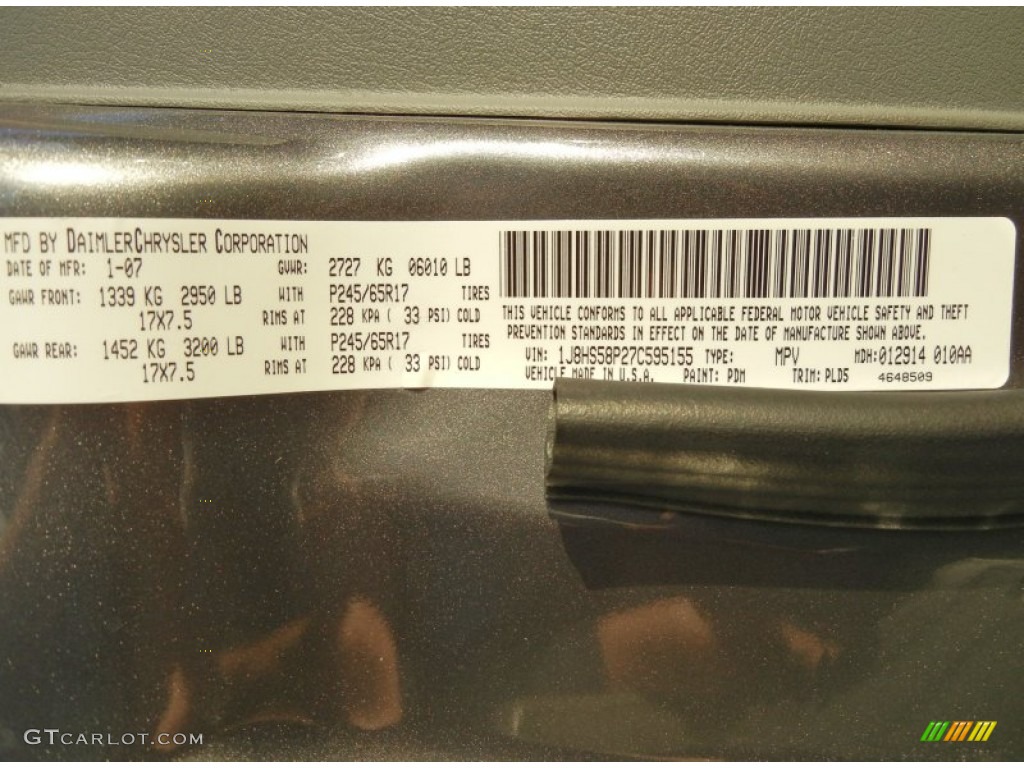 MFD BY DAIMLERCHRYSLER CORPORATION
DATE OF MFR: 1-07 GVWR: 2727 KG 06010 LB
GAWR FRONT: 1339 KG 2950 LB WITH P245/65R17 TIRES
17X7.5 RIMS AT 228 KPA ( 33 PSI) COLD
GAWR REAR: 1452 KG 3200 LB WITH P245/65R17 TIRES
17X7.5 RIMS AT 228 KPA ( 33 PSI) COLD
THIS VEHICLE CONFORMS TO ALL APPLICABLE FEDERAL MOTOR VEHICLE SAFETY AND THEFT
PREVENTION STANDARDS IN EFFECT ON THE DATE OF MANUFACTURE SHOWN ABOVE.
VIN: 1J8HS58P27C595155 TYPE: MPV MDH:012914 010AA
VEHICLE MADE IN U.S.A. PAINT: PDM TRIM: PLD5 4648509
GTCARLOT.COM